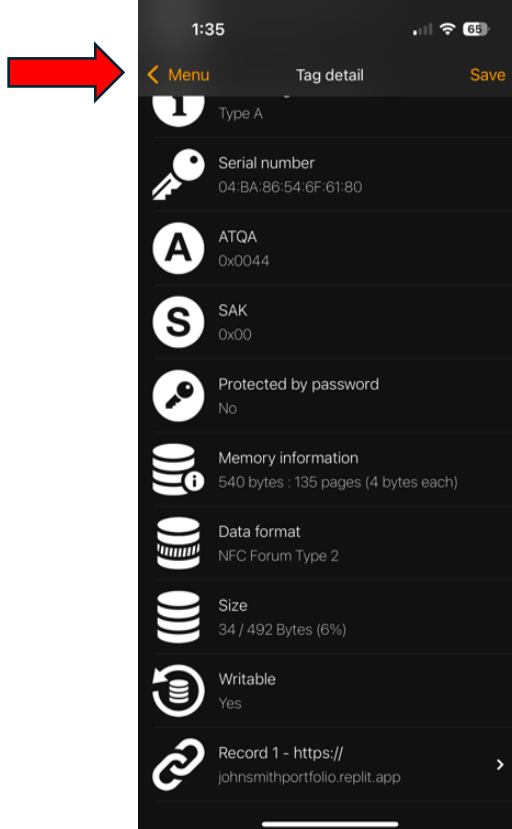 1:35
65
Menu
Tag detail
Save
Type A
Serial number
04:BA:86:54:6F:61:80
A
ATQA
0x0044
S
SAK
0x00
Protected by password
No
Memory information
540 bytes : 135 pages (4 bytes each)
Data format
NFC Forum Type 2
Size
34 / 492 Bytes (6%)
Writable
Yes
Record 1 - https://
johnsmithportfolio.replit.app